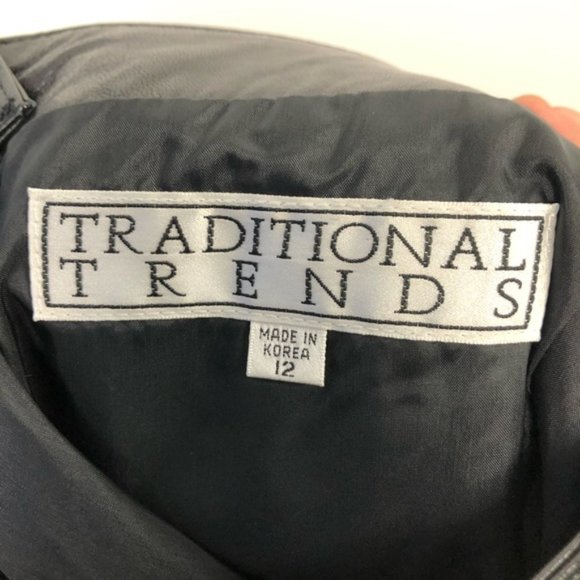 TRADITIONAL
TRENDS
MADE IN
KOREA
12